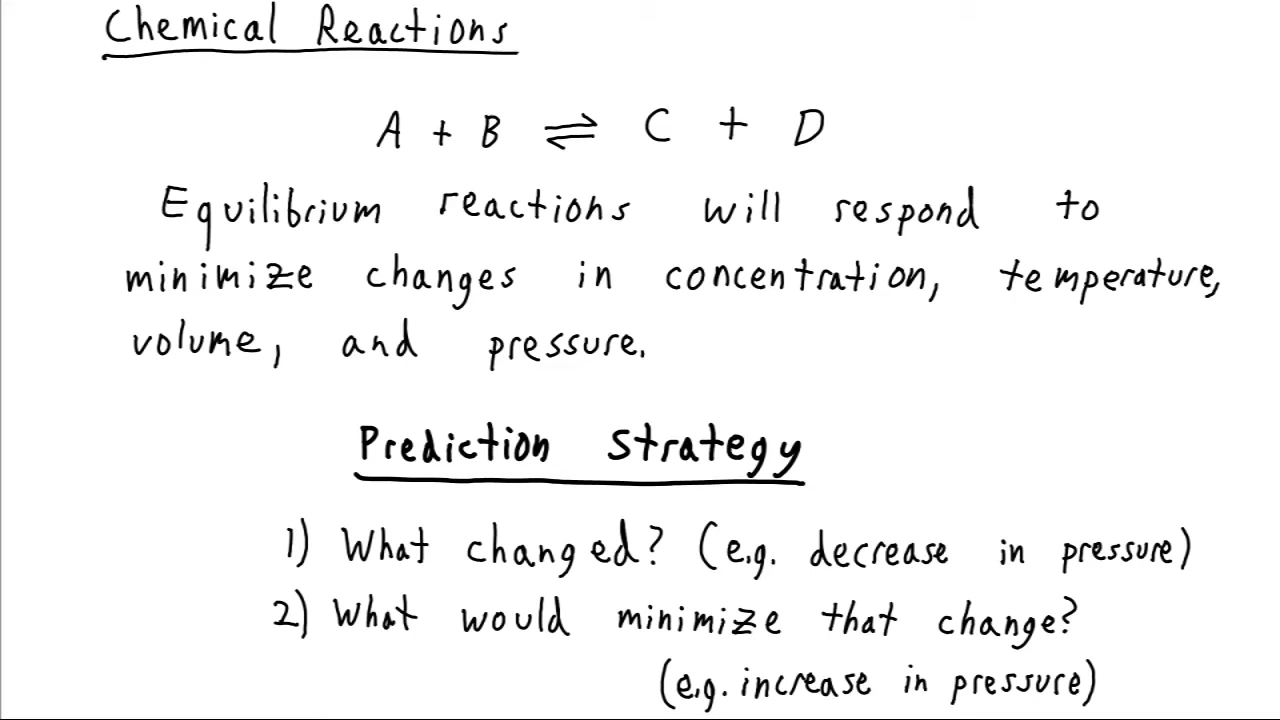 Chemical Reactions
A + B ⇌ C + D
Equilibrium reactions will respond to
minimize changes in concentration, temperature,
volume, and pressure.
Prediction Strategy
1) What changed? (e.g. decrease in pressure)
2) What would minimize that change?
(e.g. increase in pressure)